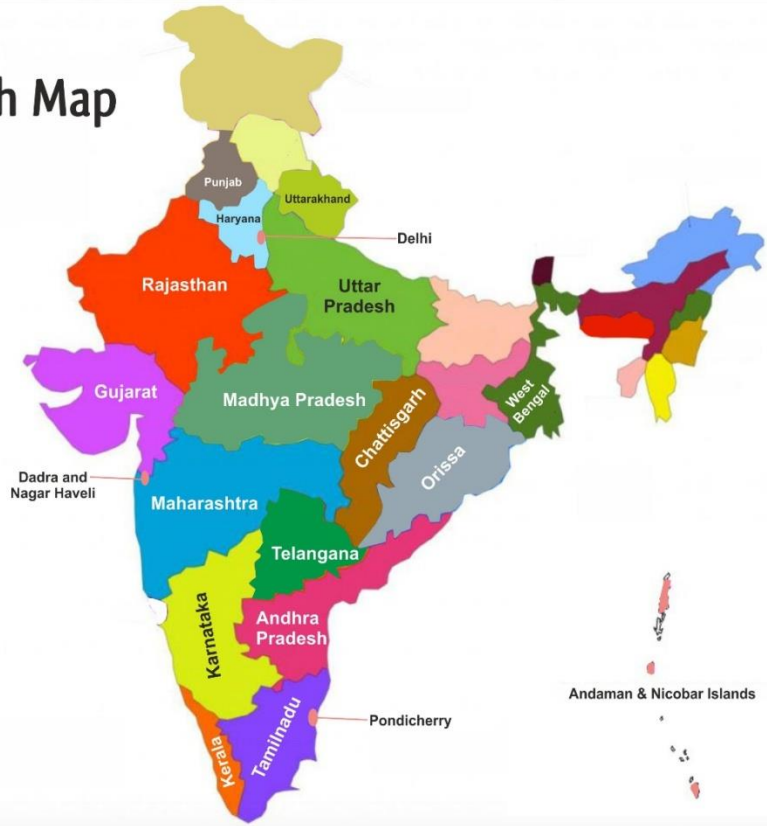 h Map
Punjab
Uttarakhand
Haryana
Delhi
Rajasthan
Uttar
Pradesh
Gujarat
Madhya Pradesh
Chattisgarh
West
Bengal
Orissa
Dadra and
Nagar Haveli
Maharashtra
Telangana
Karnataka
Andhra
Pradesh
Andaman & Nicobar Islands
Pondicherry
Tamilnadu
Kerala